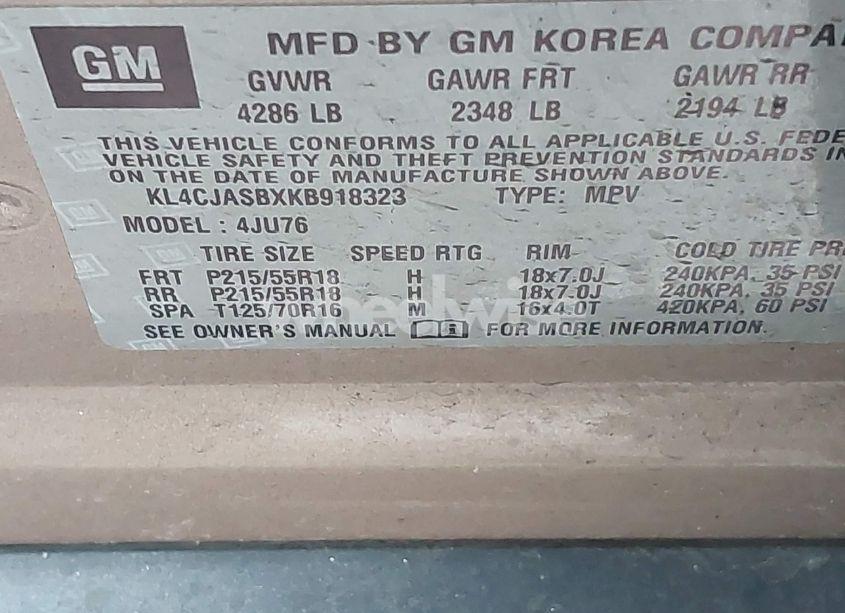 GM
MFD BY GM KOREA COMPA
GVWR GAWR FRT GAWR RR
4286 LB 2348 LB 2194 LB
THIS VEHICLE CONFORMS TO ALL APPLICABLE U.S. FEDE
VEHICLE SAFETY AND THEFT PREVENTION STANDARDS IN
ON THE DATE OF MANUFACTURE SHOWN ABOVE.
KL4CJASBXKB918323 TYPE: MPV
MODEL : 4JU76
TIRE SIZE SPEED RTG RIM COLD TIRE PR
FRT P215/55R18 H 18x7.0J 240KPA, 35 PSI
RR P215/55R18 H 18x7.0J 240KPA, 35 PSI
SPA T125/70R16 M 16x4.0T 420KPA, 60 PSI
SEE OWNER'S MANUAL FOR MORE INFORMATION.